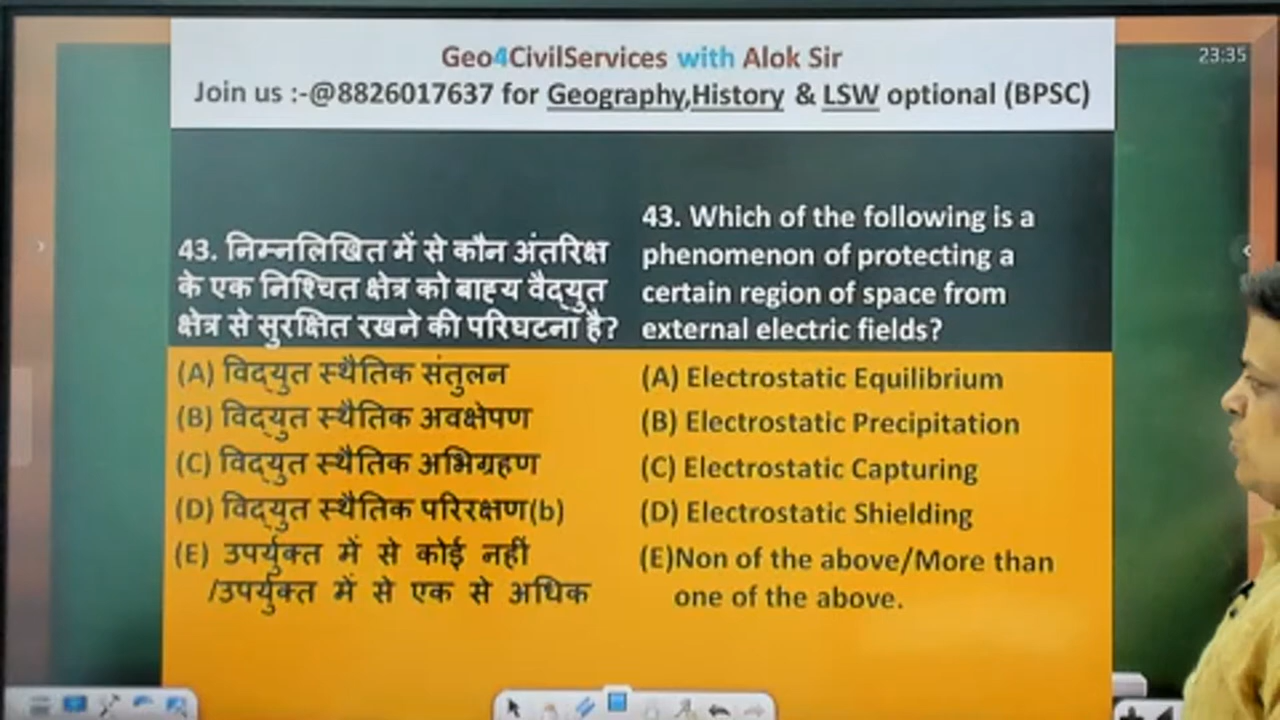 Geo4CivilServices with Alok Sir
Join us :-@8826017637 for Geography,History & LSW optional (BPSC)
23:35
43. निम्नलिखित में से कौन अंतरिक्ष
के एक निश्चित क्षेत्र को बाह्य वैद्युत
क्षेत्र से सुरक्षित रखने की परिघटना है?
43. Which of the following is a
phenomenon of protecting a
certain region of space from
external electric fields?
(A) विद्युत स्थैतिक संतुलन
(B) विद्युत स्थैतिक अवक्षेपण
(C) विद्युत स्थैतिक अभिग्रहण
(D) विद्युत स्थैतिक परिरक्षण(b)
(E) उपर्युक्त में से कोई नहीं
/उपर्युक्त में से एक से अधिक
(A) Electrostatic Equilibrium
(B) Electrostatic Precipitation
(C) Electrostatic Capturing
(D) Electrostatic Shielding
(E)Non of the above/More than
one of the above.